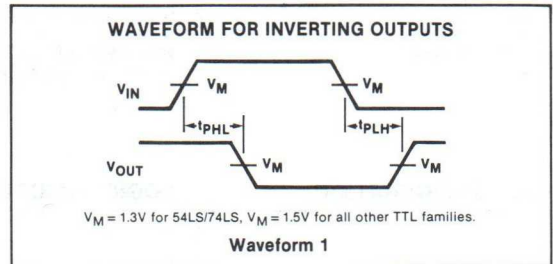 WAVEFORM FOR INVERTING OUTPUTS
VIN
VM
VM
tPHL
tPLH
VOUT
VM
VM
VM = 1.3V for 54LS/74LS, VM = 1.5V for all other TTL families.
Waveform 1